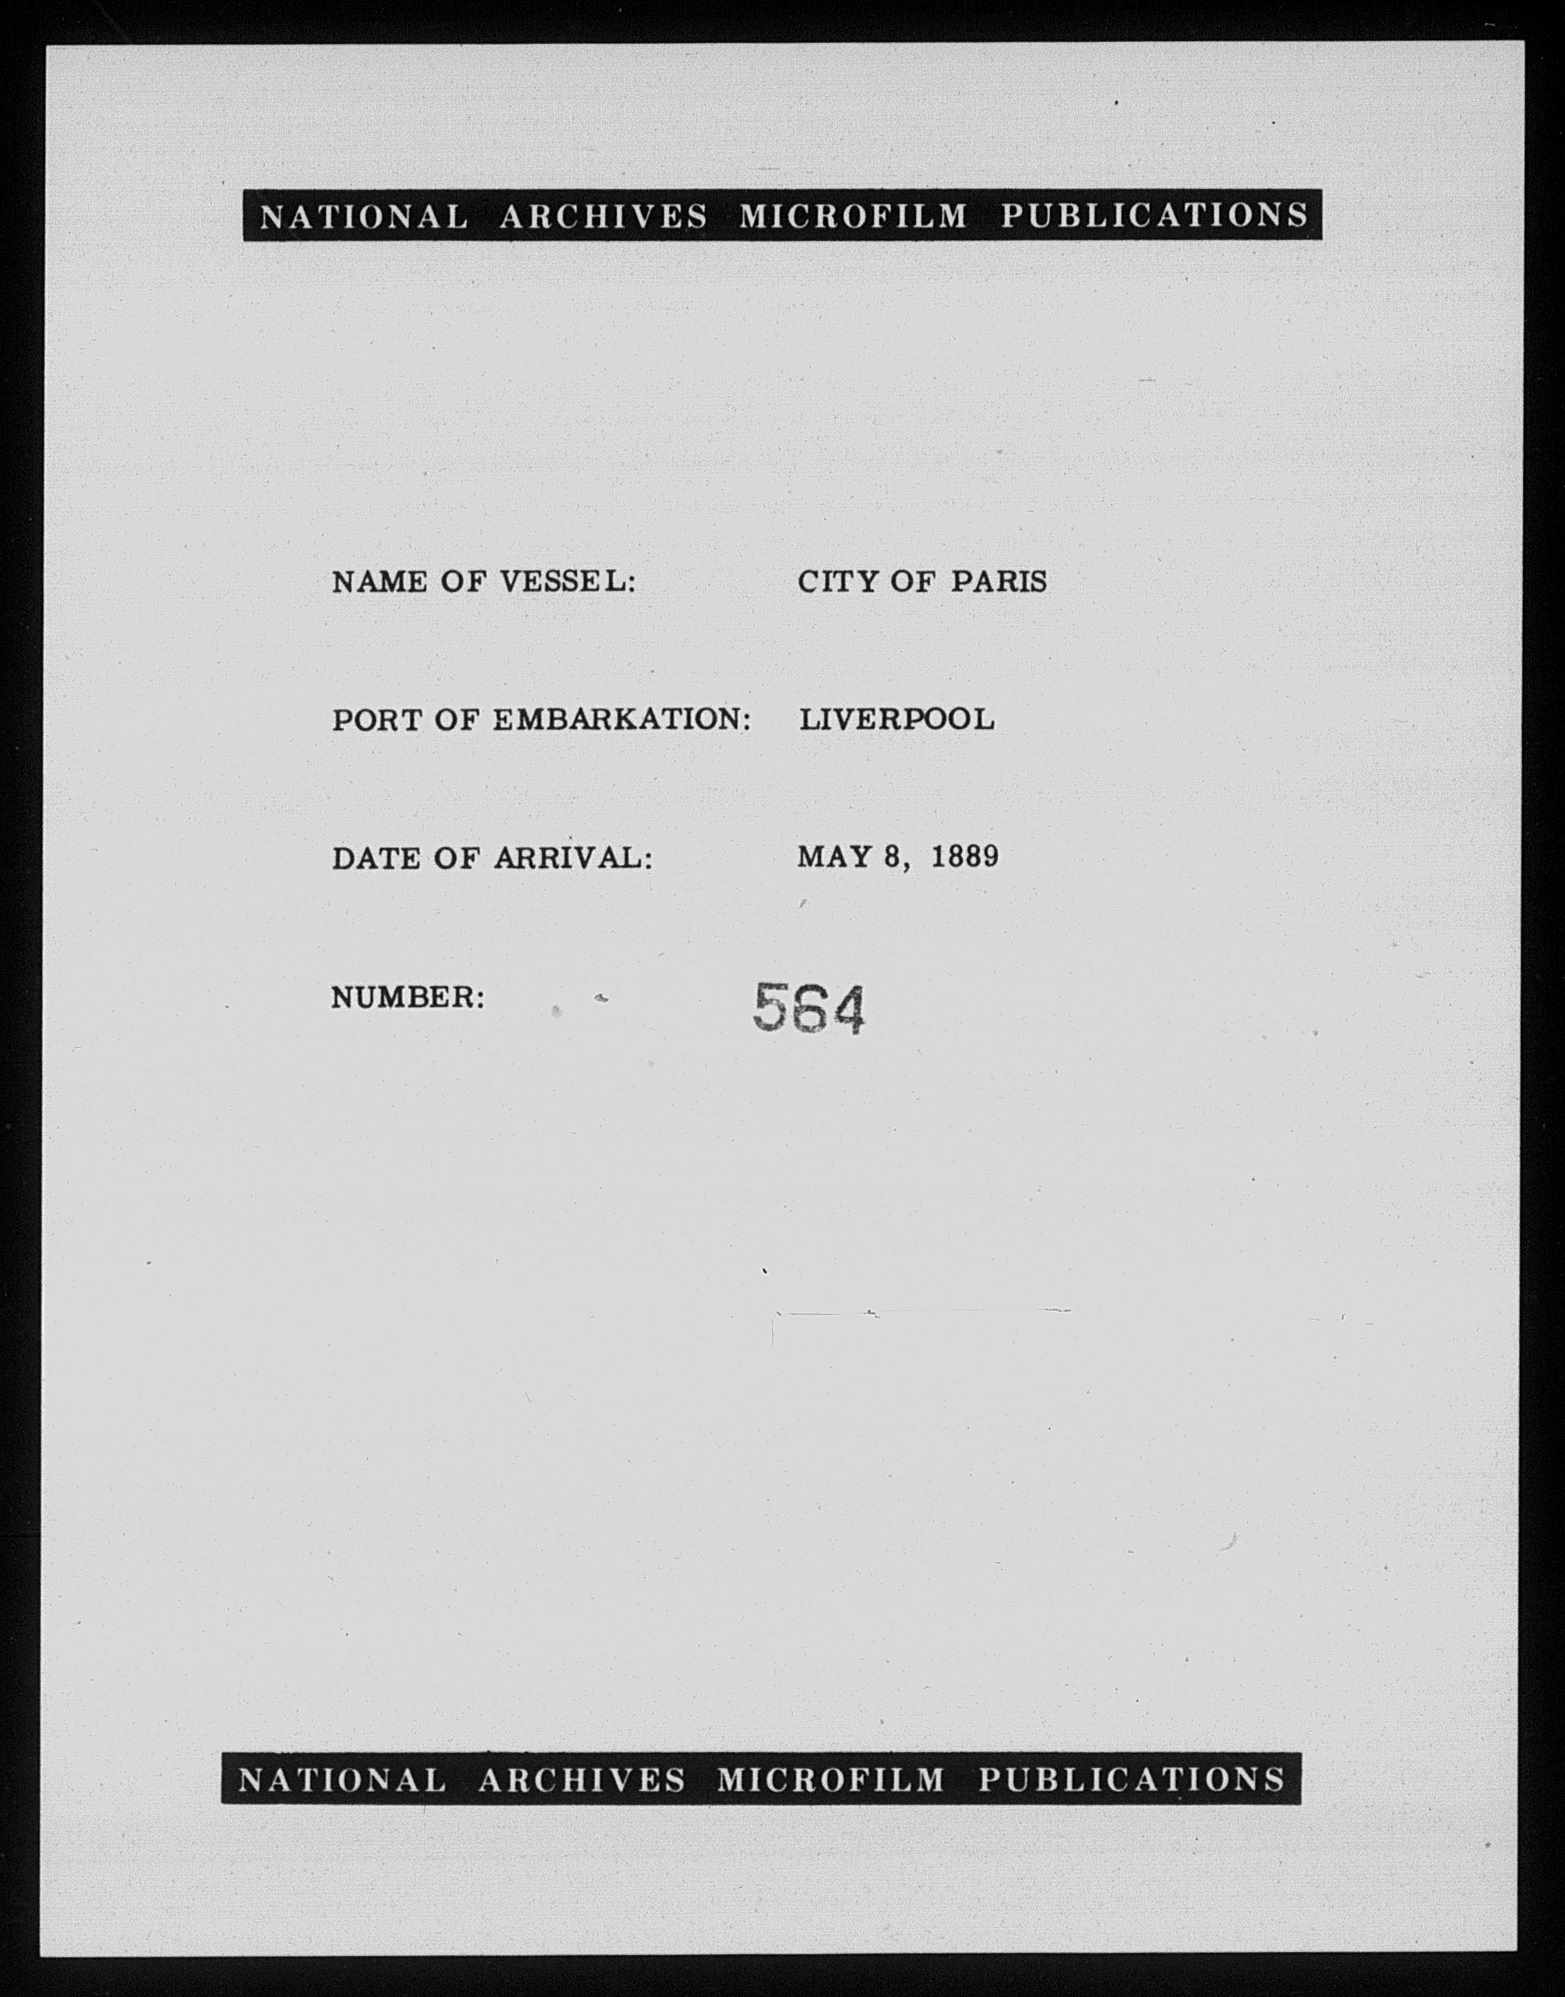 NATIONAL ARCHIVES MICROFILM PUBLICATIONS
NAME OF VESSEL: CITY OF PARIS
PORT OF EMBARKATION: LIVERPOOL
DATE OF ARRIVAL: MAY 8, 1889
NUMBER: 564
NATIONAL ARCHIVES MICROFILM PUBLICATIONS